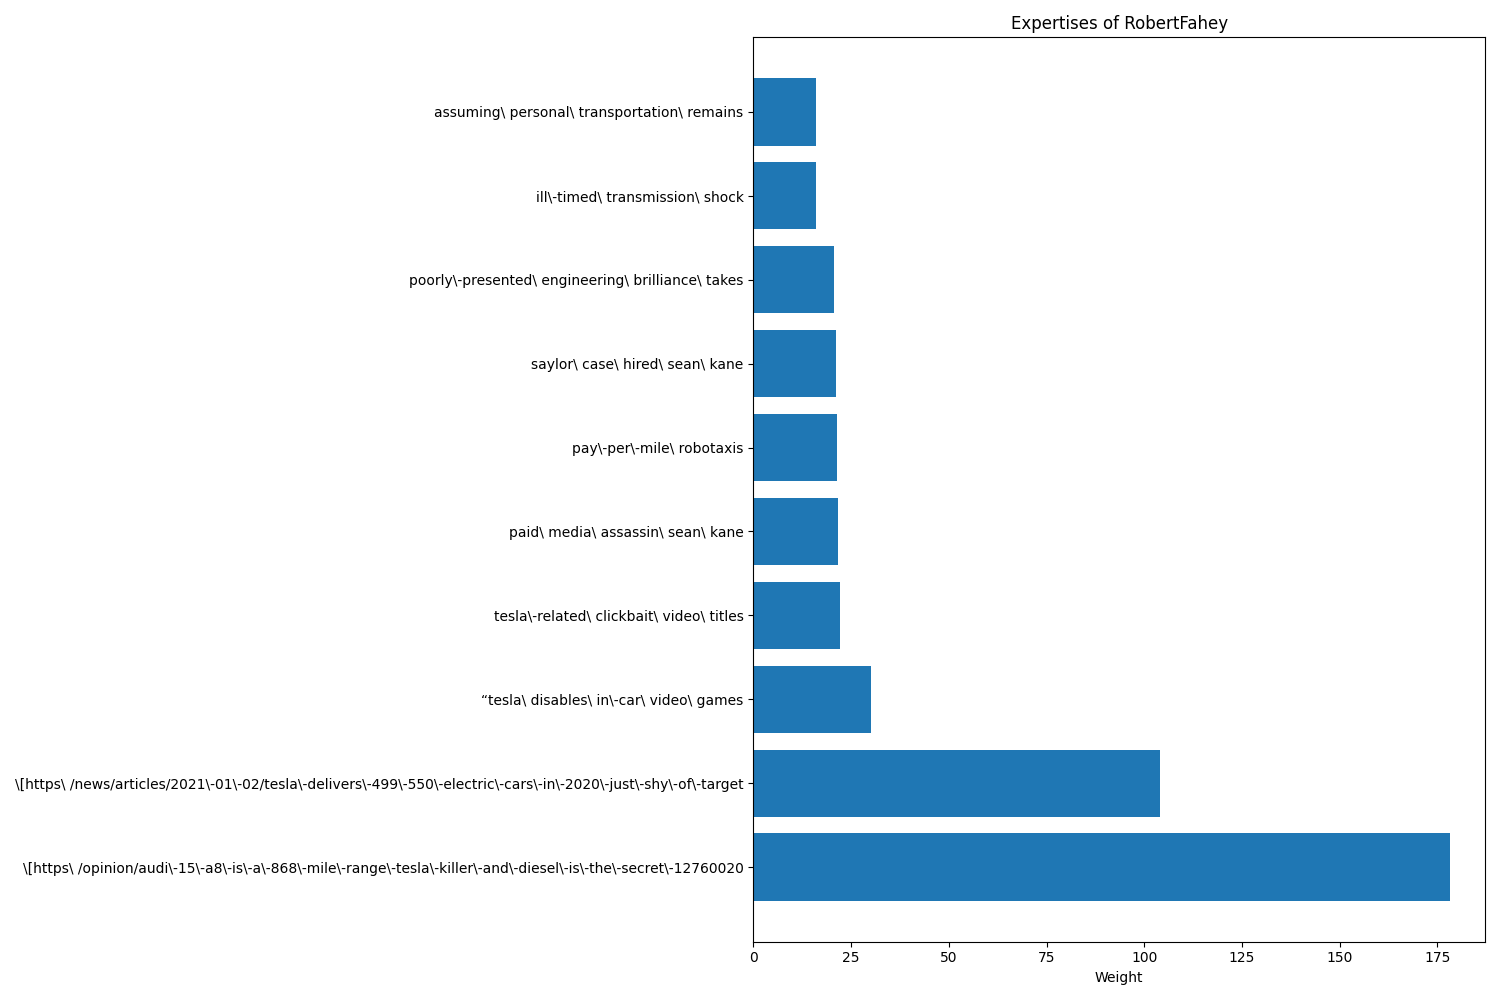 Expertises of RobertFahey
assuming\ personal\ transportation\ remains
ill\-timed\ transmission\ shock
poorly\-presented\ engineering\ brilliance\ takes
saylor\ case\ hired\ sean\ kane
pay\-per\-mile\ robotaxis
paid\ media\ assassin\ sean\ kane
tesla\-related\ clickbait\ video\ titles
“tesla\ disables\ in\-car\ video\ games
\[https\ /news/articles/2021\-01\-02/tesla\-delivers\-499\-550\-electric\-cars\-in\-2020\-just\-shy\-of\-target
\[https\ /opinion/audi\-15\-a8\-is\-a\-868\-mile\-range\-tesla\-killer\-and\-diesel\-is\-the\-secret\-12760020
0 25 50 75 100 125 150 175
Weight